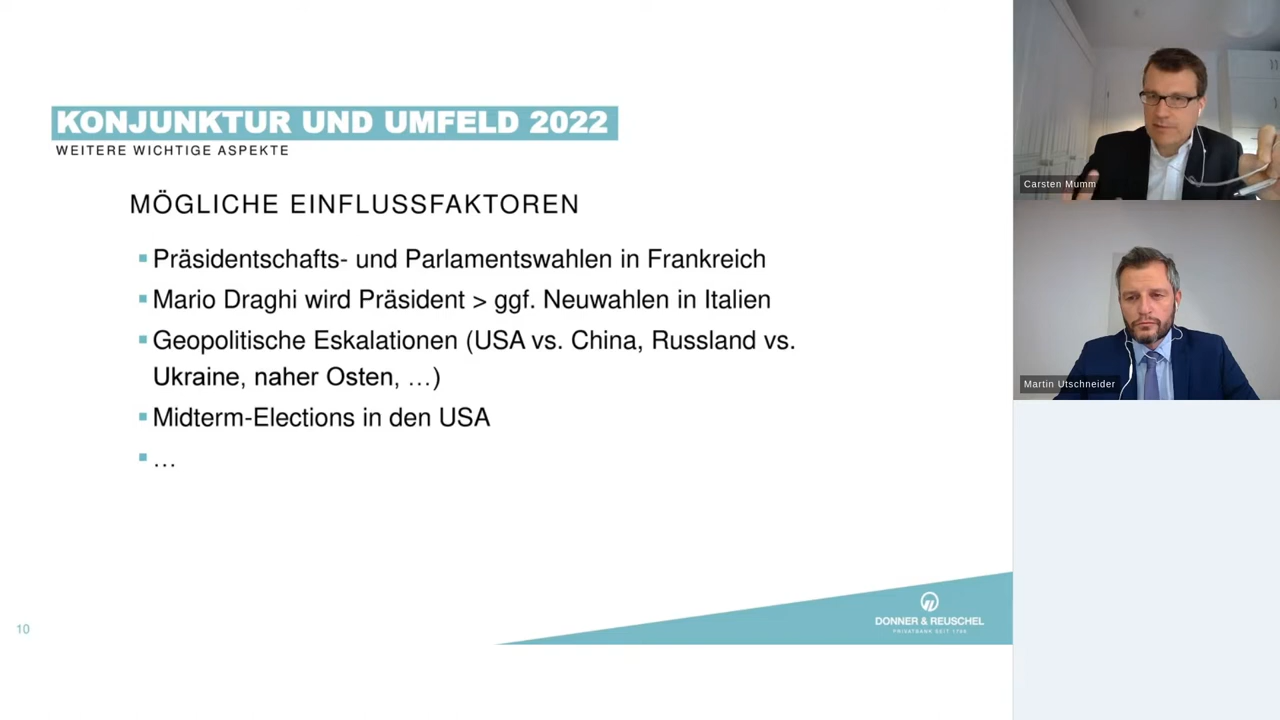 KONJUNKTUR UND UMFELD 2022
WEITERE WICHTIGE ASPEKTE
MÖGLICHE EINFLUSSFAKTOREN
Präsidentschafts- und Parlamentswahlen in Frankreich
Mario Draghi wird Präsident > ggf. Neuwahlen in Italien
Geopolitische Eskalationen (USA vs. China, Russland vs.
Ukraine, naher Osten, …)
Midterm-Elections in den USA
…
10
DONNER & REUSCHEL
PRIVATBANK SEIT 1798
Carsten Mumm
Martin Utschneider